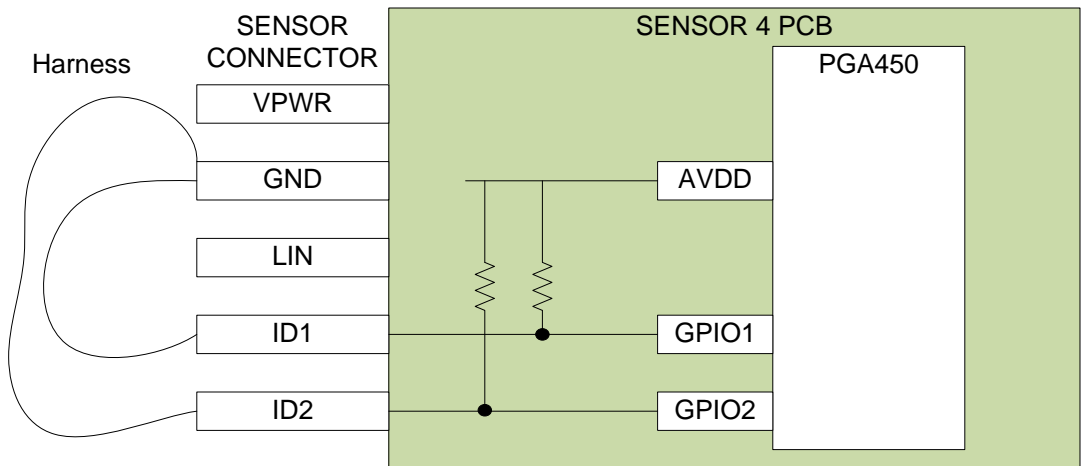 SENSOR
CONNECTOR
Harness
VPWR
GND
LIN
ID1
ID2
SENSOR 4 PCB
PGA450
AVDD
GPIO1
GPIO2